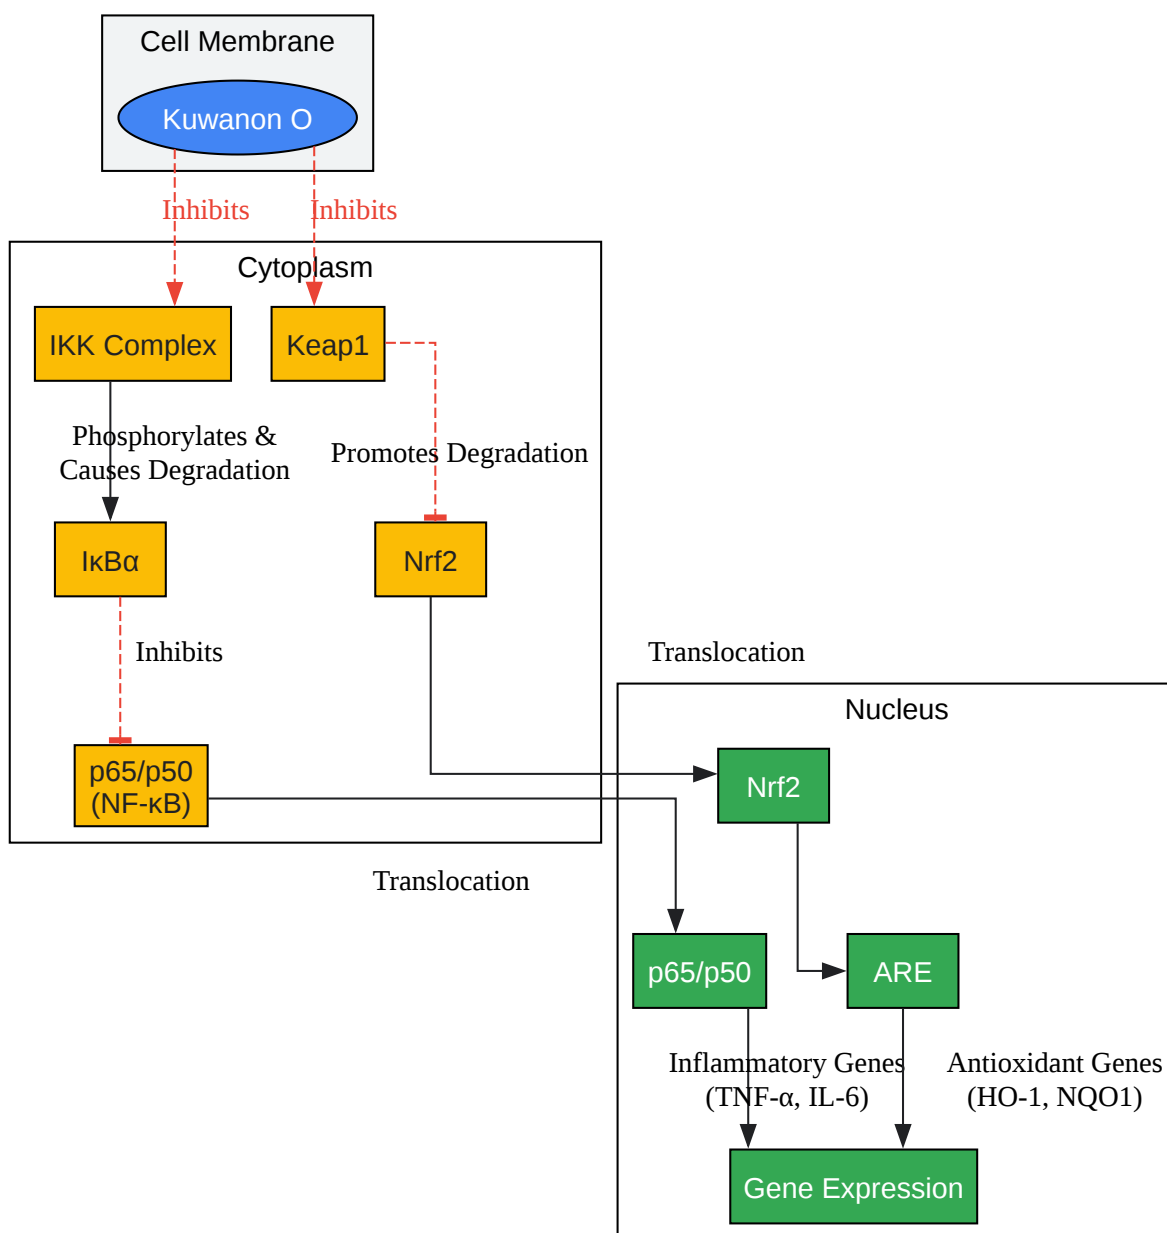 Cell Membrane
Kuwanon O
Inhibits
Inhibits
Cytoplasm
IKK Complex
Keap1
Phosphorylates &
Causes Degradation
Promotes Degradation
IκBα
Nrf2
Inhibits
Translocation
p65/p50
(NF-κB)
Nucleus
Nrf2
Translocation
p65/p50
ARE
Inflammatory Genes
(TNF-α, IL-6)
Antioxidant Genes
(HO-1, NQO1)
Gene Expression